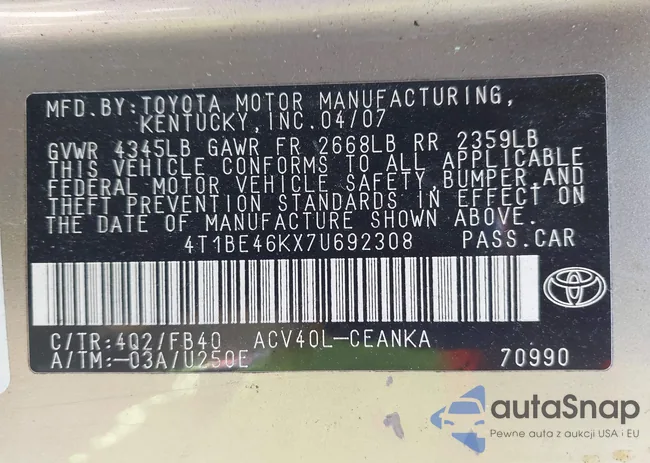 MFD.BY:TOYOTA MOTOR MANUFACTURING,
KENTUCKY,INC.04/07
GVWR 4345LB GAWR FR 2668LB RR 2359LB
THIS VEHICLE CONFORMS TO ALL APPLICABLE
FEDERAL MOTOR VEHICLE SAFETY,BUMPER,AND
THEFT PREVENTION STANDARDS IN EFFECT ON
THE DATE OF MANUFACTURE SHOWN ABOVE.
4T1BE46KX7U692308 PASS.CAR
C/TR:4Q2/FB40 ACV40L-CEANKA
A/TM:-03A/U250E 70990
autaSnap
Pewne auta z aukcji USA i EU